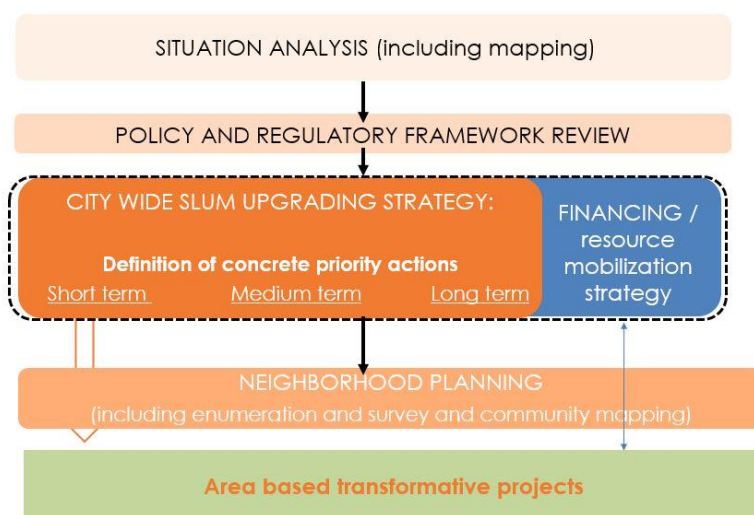 SITUATION ANALYSIS (including mapping)
POLICY AND REGULATORY FRAMEWORK REVIEW
CITY WIDE SLUM UPGRADING STRATEGY:
Definition of concrete priority actions
Short term
Medium term
Long term
FINANCING /
resource
mobilization
strategy
NEIGHBORHOOD PLANNING
(including enumeration and survey and community mapping)
Area based transformative projects